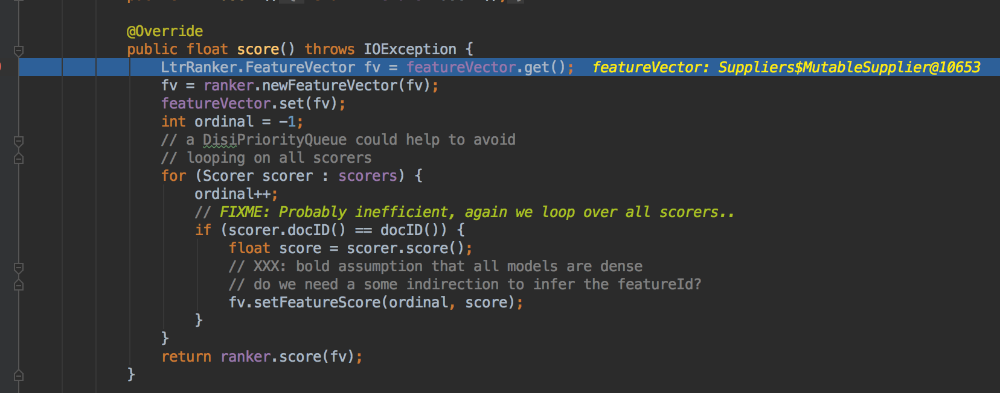 @Override
public float score() throws IOException {
LtrRanker.FeatureVector fv = featureVector.get(); featureVector: Suppliers$MutableSupplier@10653
fv = ranker.newFeatureVector(fv);
featureVector.set(fv);
int ordinal = -1;
// a DisiPriorityQueue could help to avoid
// looping on all scorers
for (Scorer scorer : scorers) {
ordinal++;
// FIXME: Probably inefficient, again we loop over all scorers..
if (scorer.docID() == docID()) {
float score = scorer.score();
// XXX: bold assumption that all models are dense
// do we need a some indirection to infer the featureId?
fv.setFeatureScore(ordinal, score);
}
}
return ranker.score(fv);
}